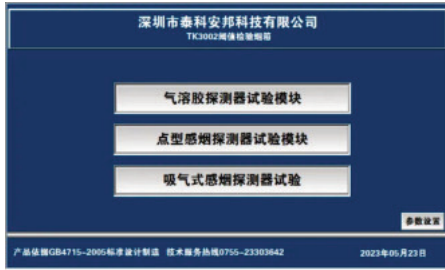 深圳市泰科安邦科技有限公司
TK3002阈值检验烟箱
气溶胶探测器试验模块
点型感烟探测器试验模块
吸气式感烟探测器试验
参数设置
产品依据GB4715-2005标准设计制造 技术服务热线0755-23303642
2023年05月23日